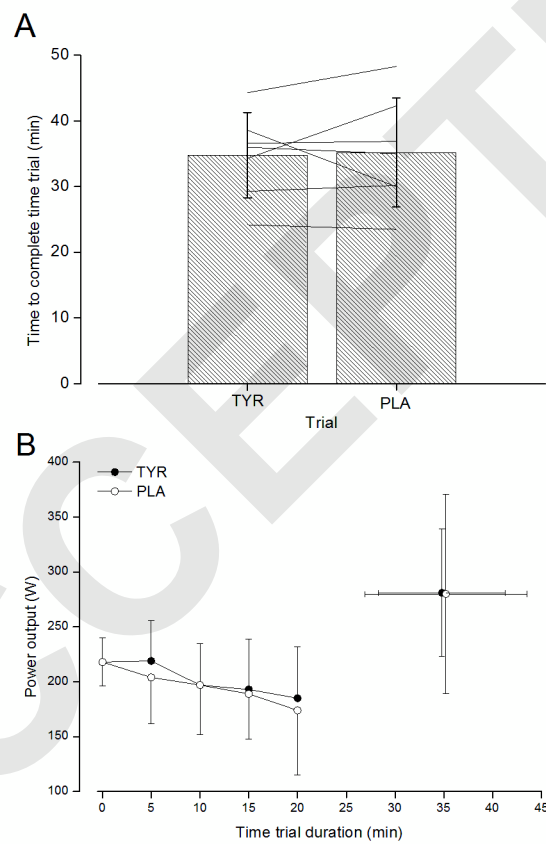 A
50
40
30
20
10
0
Time to complete time trial (min)
TYR
PLA
Trial
B
400
350
300
250
200
150
100
Power output (W)
TYR
PLA
0 5 10 15 20 25 30 35 40 45
Time trial duration (min)